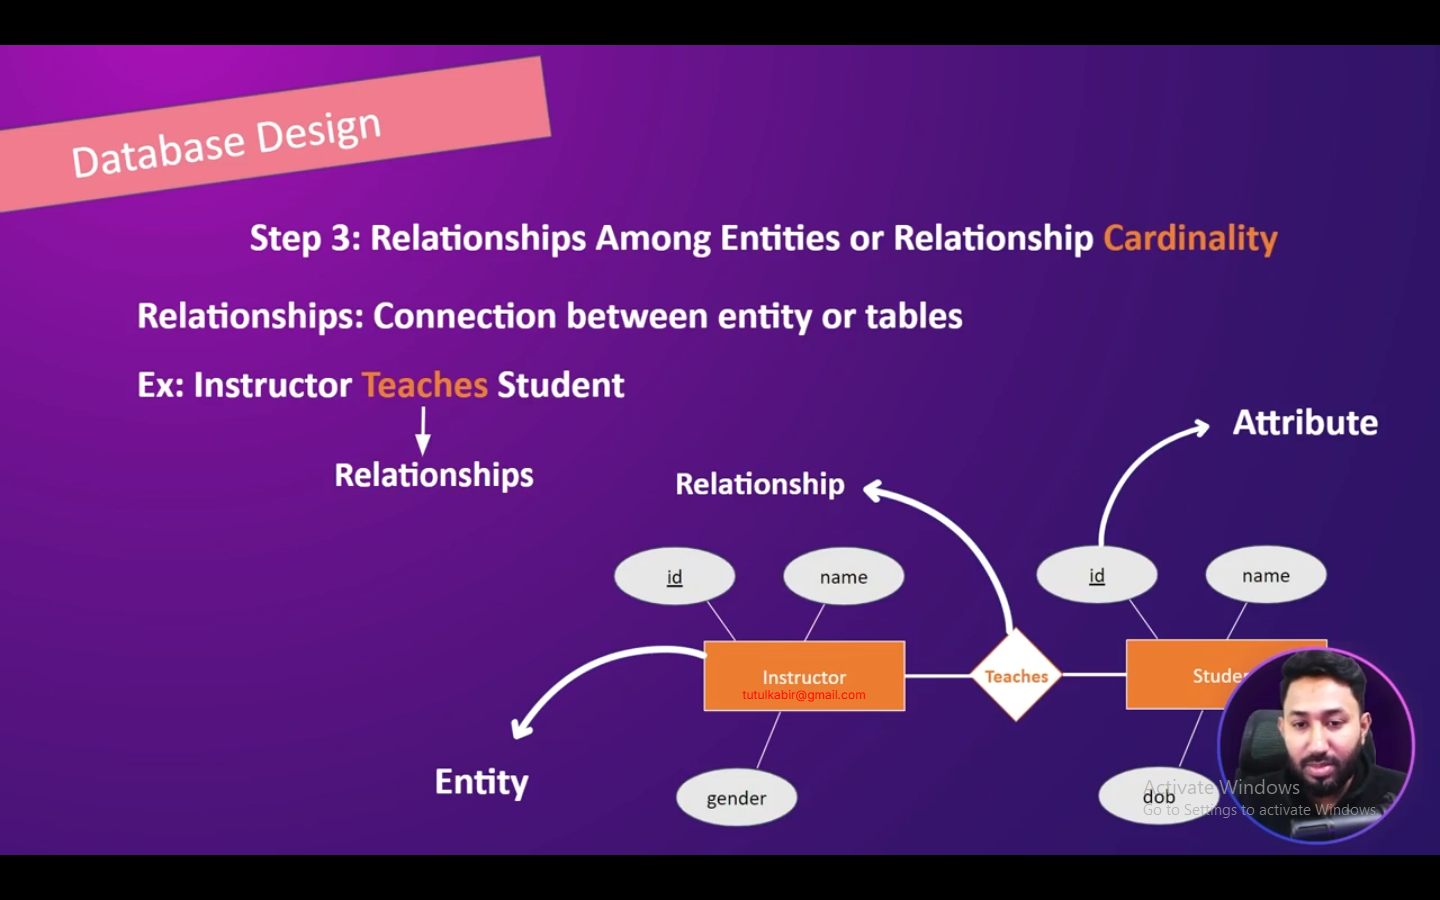 Database Design
Step 3: Relationships Among Entities or Relationship Cardinality
Relationships: Connection between entity or tables
Ex: Instructor Teaches Student
Relationships
Attribute
Relationship
id
name
id
name
Instructor
tutulkabir@gmail.com
Teaches
Entity
gender
dob
Activate Windows
Go to Settings to activate Windows.